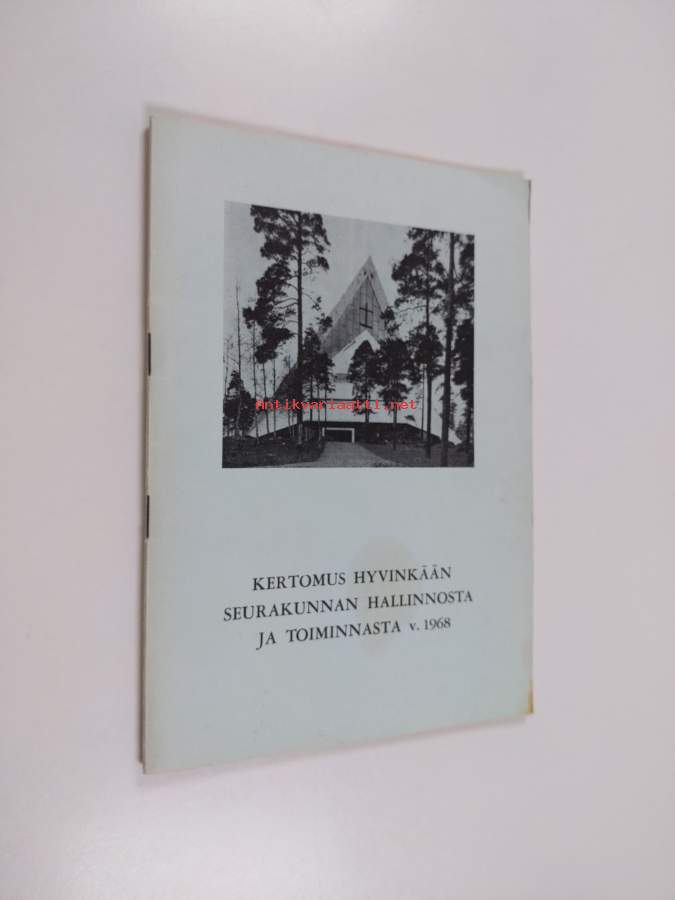 Antikvariaatti.net
KERTOMUS HYVINKÄÄN
SEURAKUNNAN HALLINNOSTA
JA TOIMINNASTA v. 1968